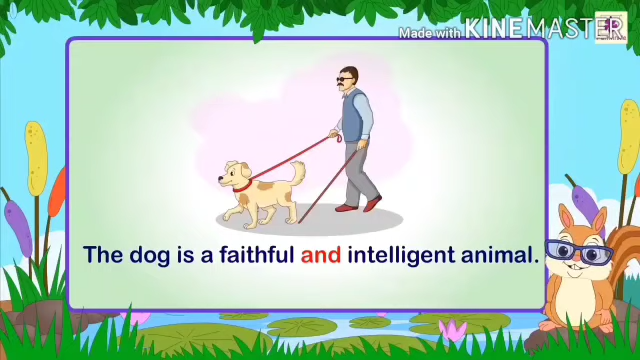 Made with KINEMASTER
The dog is a faithful and intelligent animal.